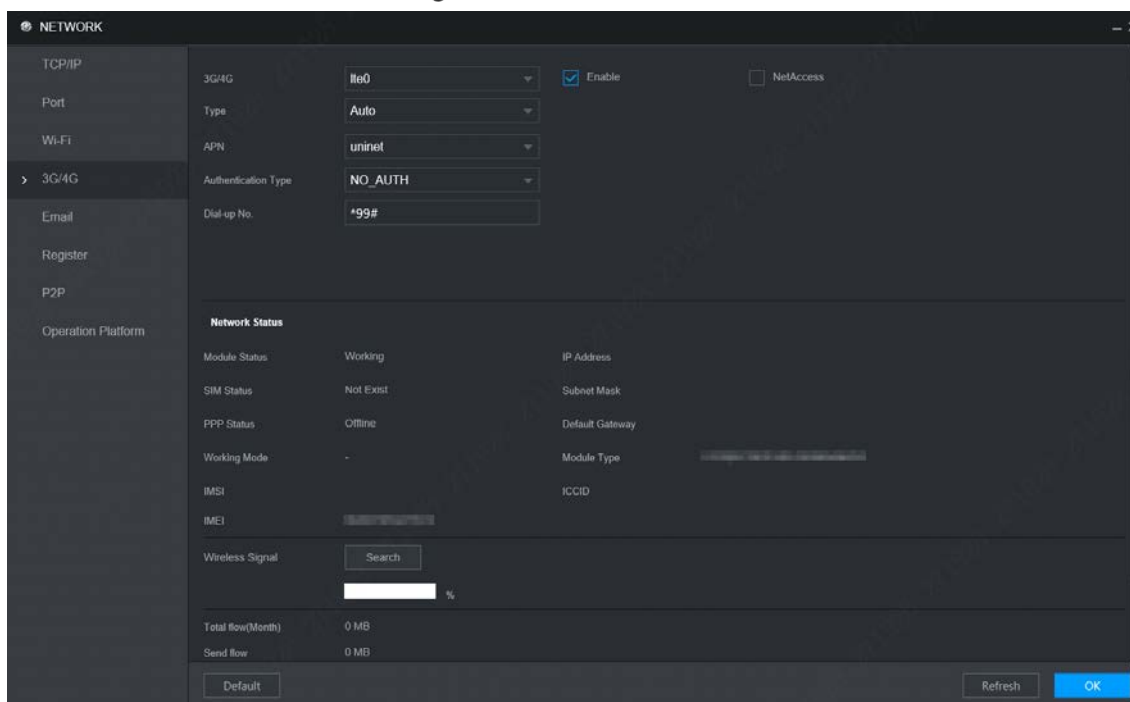 NETWORK
TCP/IP
Port
Wi-Fi
3G/4G
Email
Register
P2P
Operation Platform
3G/4G lte0 Enable NetAccess
Type Auto
APN uninet
Authentication Type NO_AUTH
Dial-up No. *99#
Network Status
Module Status Working IP Address
SIM Status Not Exist Subnet Mask
PPP Status Offline Default Gateway
Working Mode - Module Type
IMSI ICCID
IMEI
Wireless Signal Search
%
Total flow(Month) 0 MB
Send flow 0 MB
Default Refresh OK